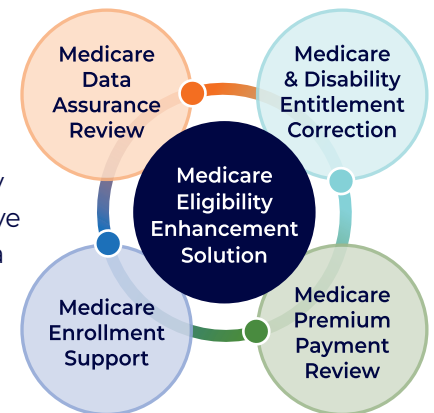 Medicare
Data
Assurance
Review
Medicare
& Disability
Entitlement
Correction
Medicare
Eligibility
Enhancement
Solution
Medicare
Enrollment
Support
Medicare
Premium
Payment
Review